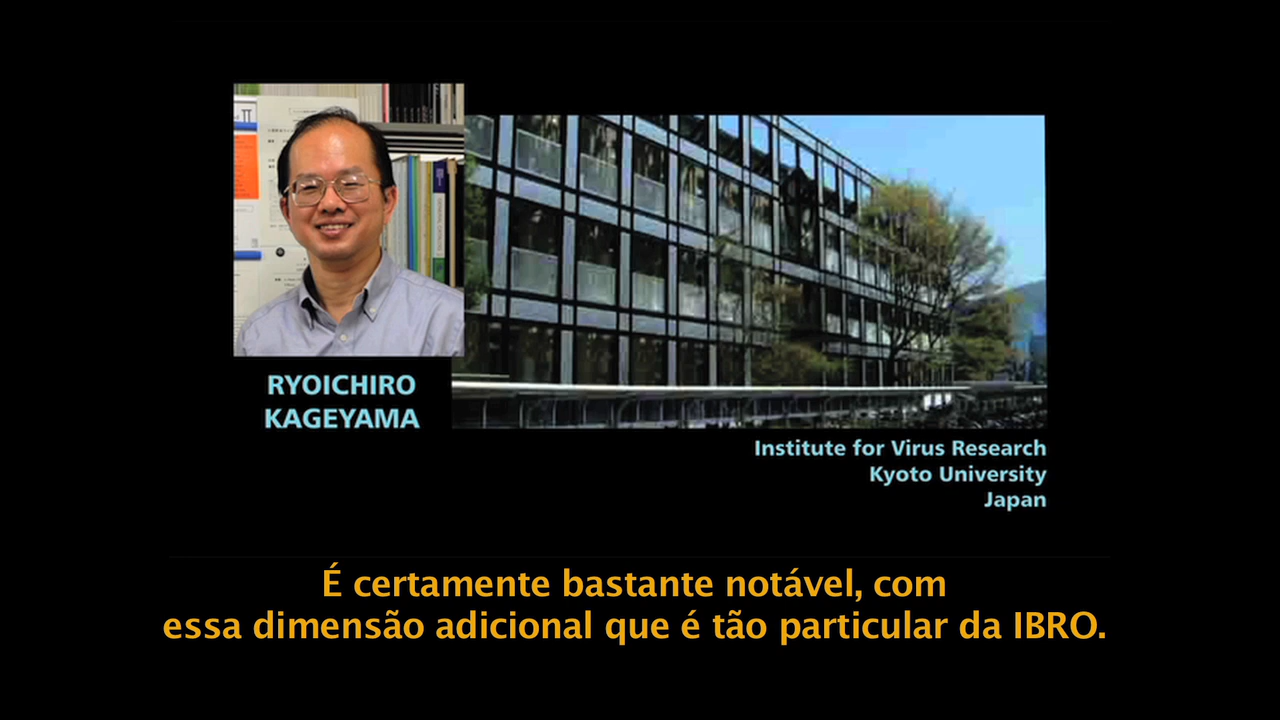 RYOICHIRO
KAGEYAMA
Institute for Virus Research
Kyoto University
Japan
É certamente bastante notável, com
essa dimensão adicional que é tão particular da IBRO.